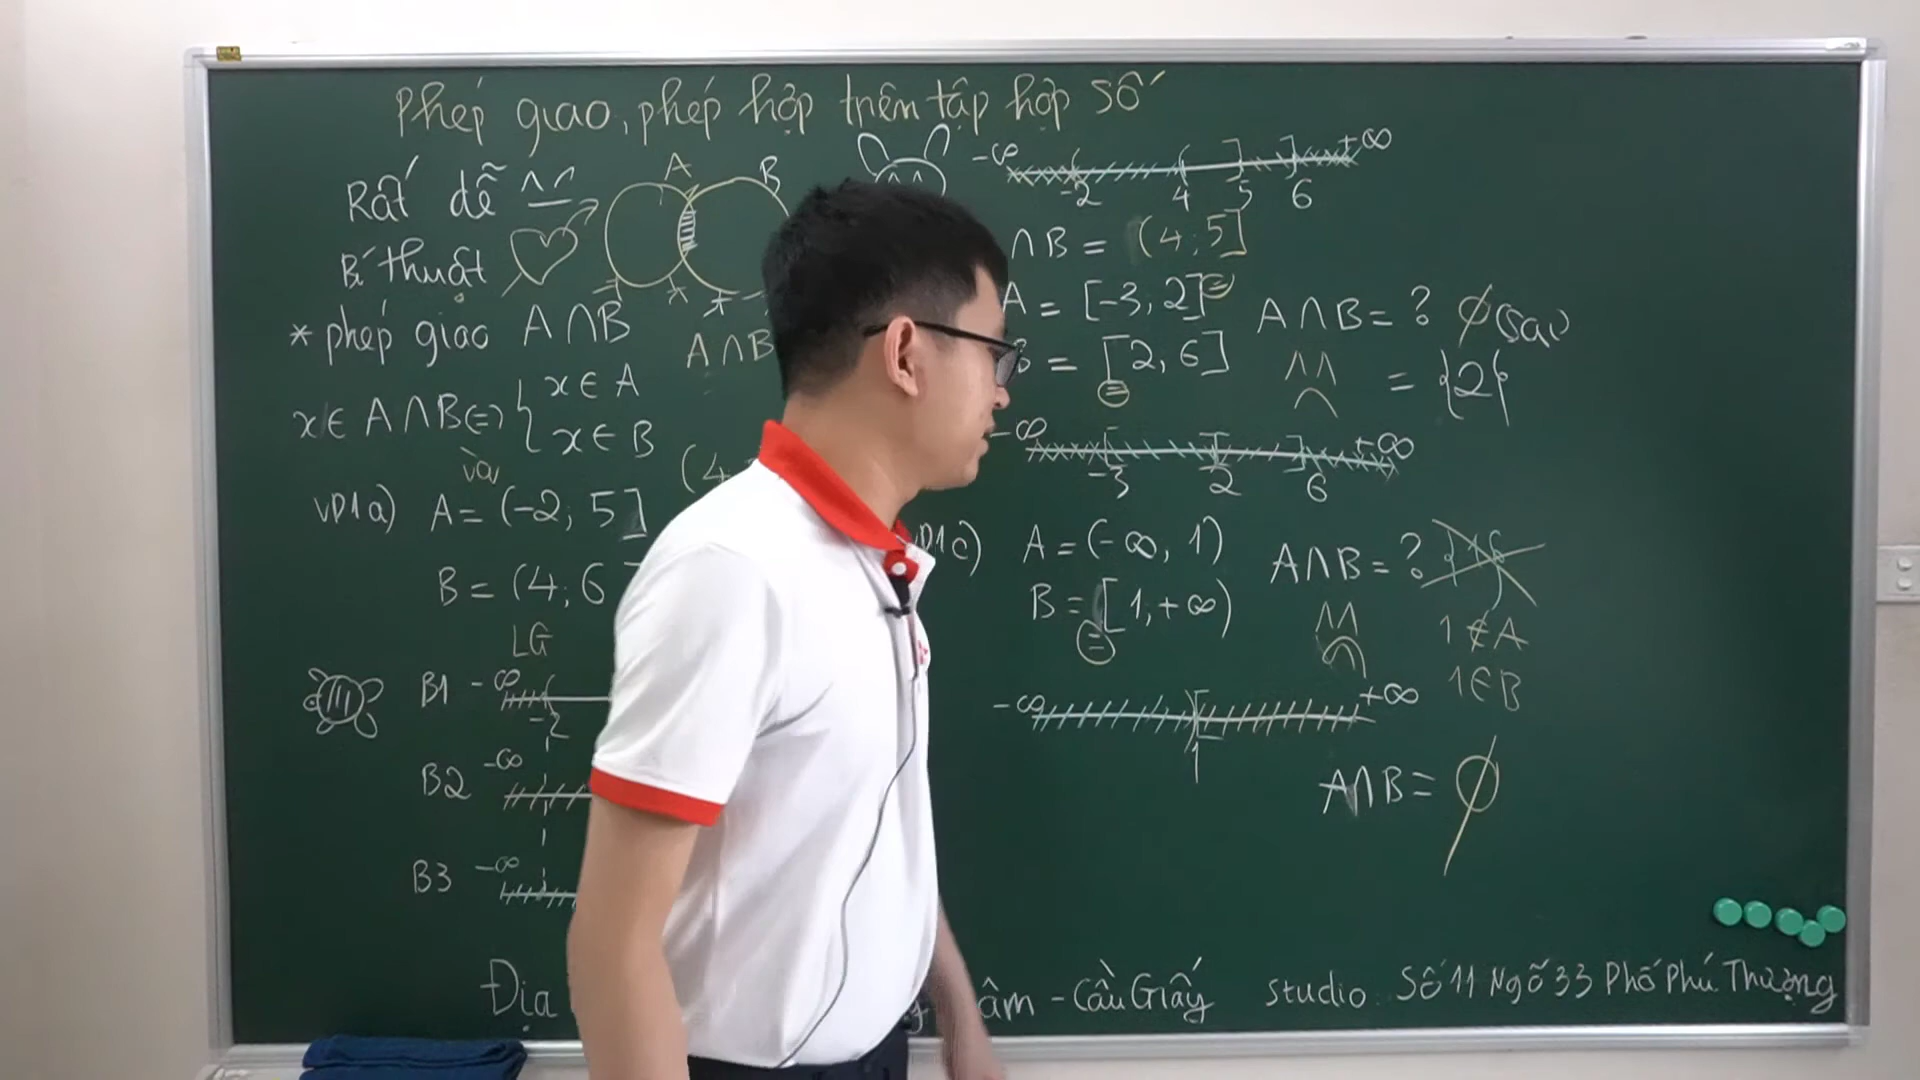 Phép giao, phép hợp trên tập hợp số
Rất dễ ^^
Bí thuật
A B
* phép giao A∩B
A∩B
x∈A∩B⇔ { x∈A
x∈B
và
(4
VD1a) A=(-2; 5]
B = (4; 6
LG
B1 -∞
-2
B2 -∞
B3 -∞
-∞ -2 4 5 6 +∞
∩B = (4; 5]
A = [-3, 2]
B = [2, 6]
A∩B = ? ∅(sai)
= {2}
-∞ -3 2 6 +∞
VD1c) A = (-∞, 1)
B = [1, +∞)
A∩B = ?
1∉A
1∈B
-∞ 1 +∞
A∩B = ∅
Địa
âm - Cầu Giấy
studio: Số 11 Ngõ 33 Phố Phú Thượng